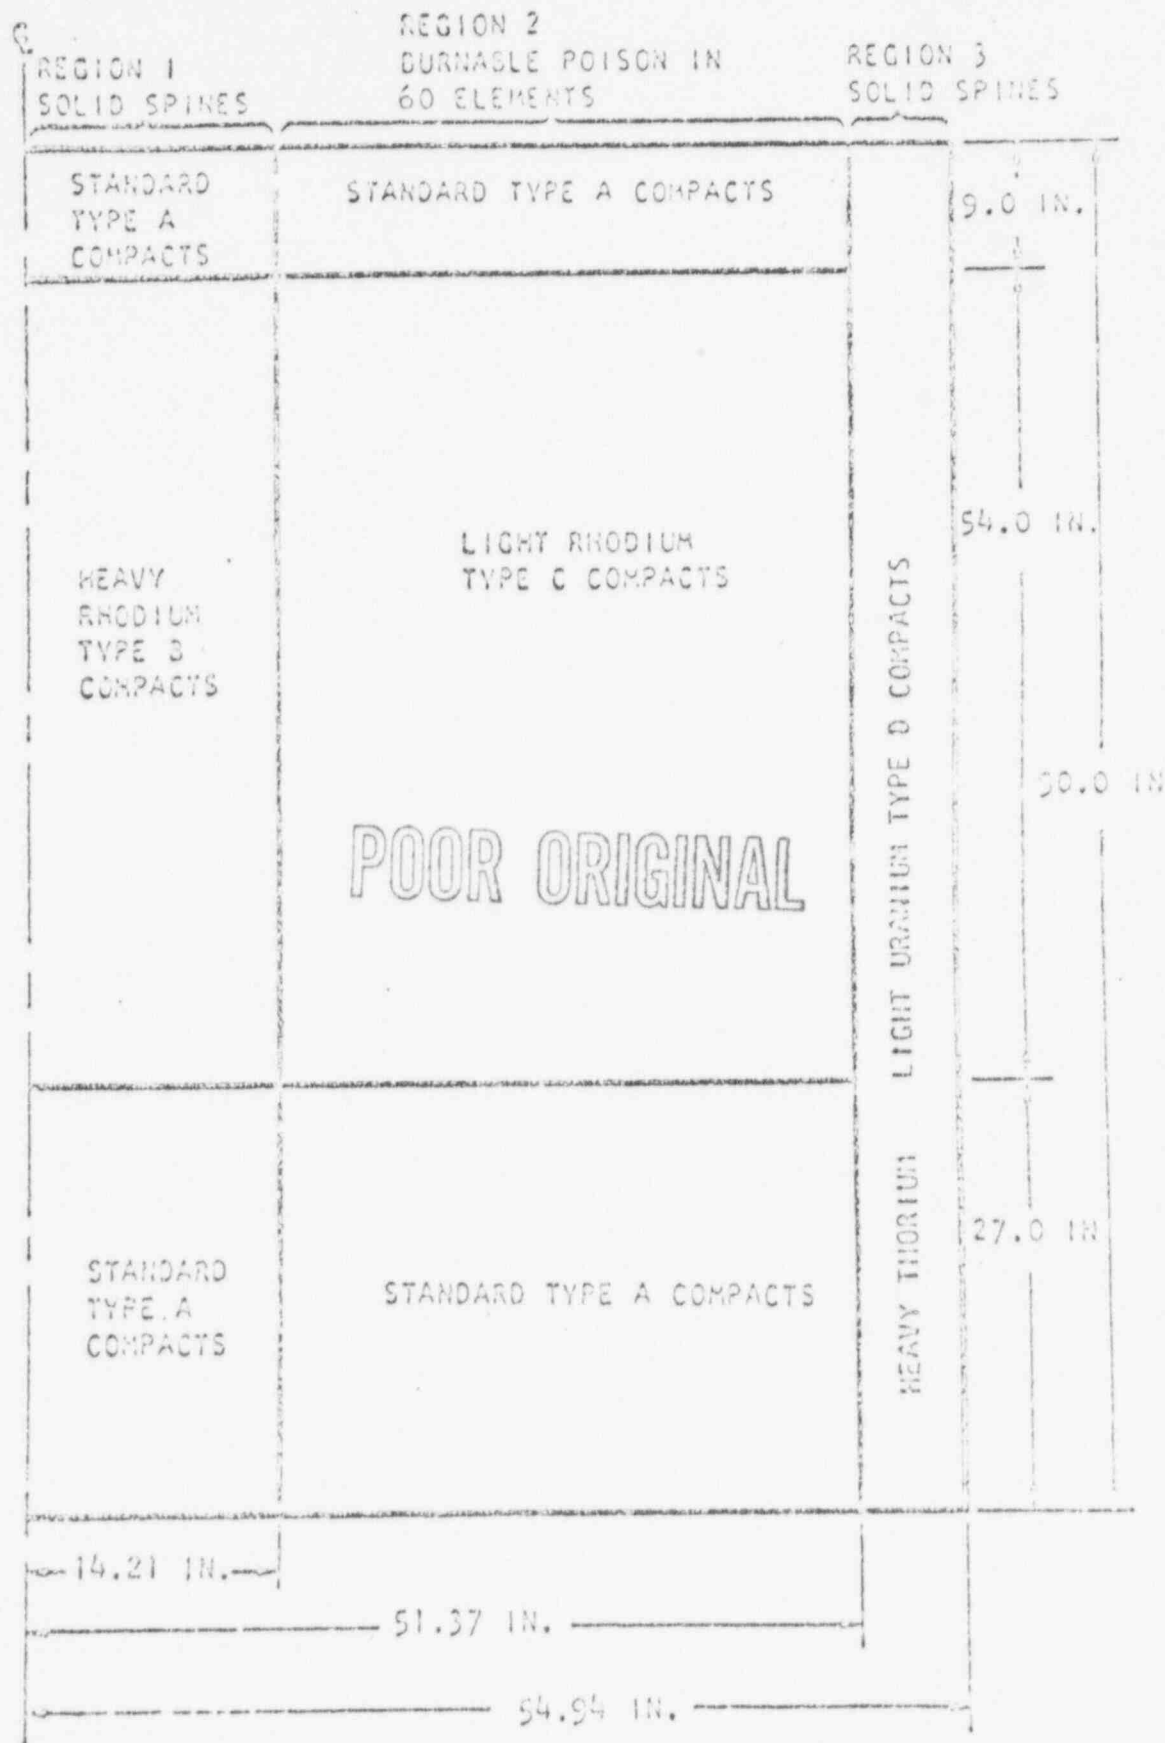 ℄
REGION 1
SOLID SPINES
REGION 2
BURNABLE POISON IN
60 ELEMENTS
REGION 3
SOLID SPINES
STANDARD
TYPE A
COMPACTS
STANDARD TYPE A COMPACTS
9.0 IN.
HEAVY
RHODIUM
TYPE B
COMPACTS
LIGHT RHODIUM
TYPE C COMPACTS
54.0 IN.
90.0 IN
POOR ORIGINAL
HEAVY THORIUM LIGHT URANIUM TYPE D COMPACTS
STANDARD
TYPE A
COMPACTS
STANDARD TYPE A COMPACTS
27.0 IN
14.21 IN.
51.37 IN.
54.94 IN.